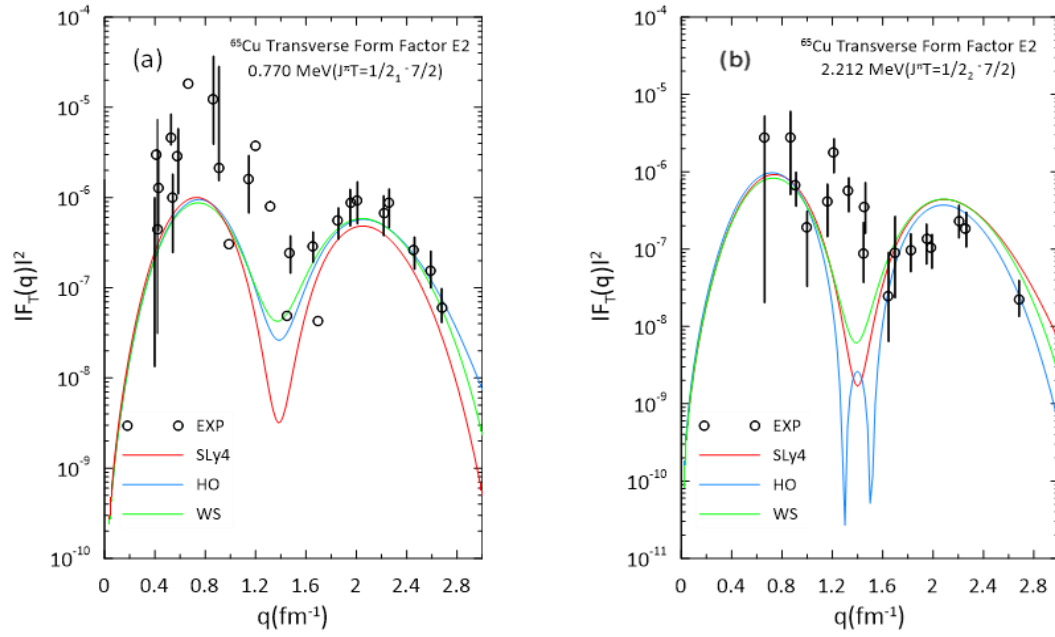 (a)
⁶⁵Cu Transverse Form Factor E2
0.770 MeV(JᴨT=1/2₁⁻7/2)
|F_T(q)|²
10⁻⁴
10⁻⁵
10⁻⁶
10⁻⁷
10⁻⁸
10⁻⁹
10⁻¹⁰
EXP
SLy4
HO
WS
0 0.4 0.8 1.2 1.6 2 2.4 2.8
q(fm⁻¹)
(b)
⁶⁵Cu Transverse Form Factor E2
2.212 MeV(JᴨT=1/2₂⁻7/2)
|F_T(q)|²
10⁻⁴
10⁻⁵
10⁻⁶
10⁻⁷
10⁻⁸
10⁻⁹
10⁻¹⁰
10⁻¹¹
EXP
SLy4
HO
WS
0 0.4 0.8 1.2 1.6 2 2.4 2.8
q(fm⁻¹)